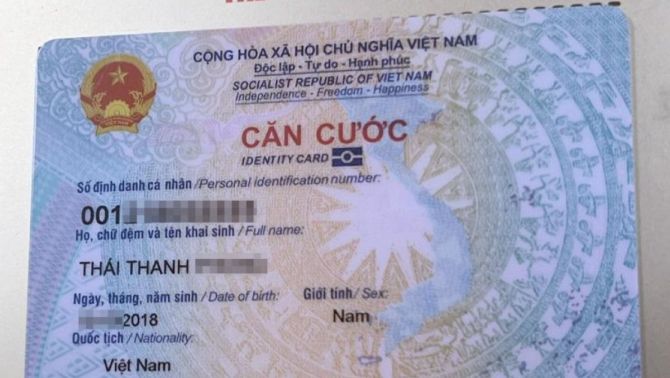 CỘNG HÒA XÃ HỘI CHỦ NGHĨA VIỆT NAM
Độc lập - Tự do - Hạnh phúc
SOCIALIST REPUBLIC OF VIET NAM
Independence - Freedom - Happiness
CĂN CƯỚC
IDENTITY CARD
Số định danh cá nhân / Personal identification number:
001
Họ, chữ đệm và tên khai sinh / Full name:
THÁI THANH
Ngày, tháng, năm sinh / Date of birth: Giới tính / Sex:
2018 Nam
Quốc tịch / Nationality:
Việt Nam